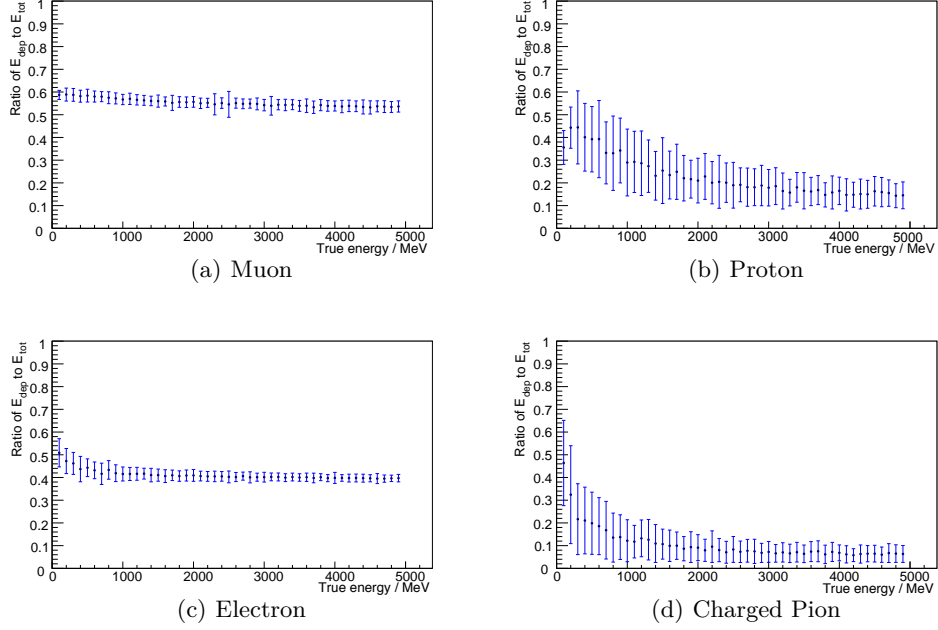 Ratio of E_dep to E_tot
1
0.9
0.8
0.7
0.6
0.5
0.4
0.3
0.2
0.1
0
0 1000 2000 3000 4000 5000
True energy / MeV
(a) Muon
Ratio of E_dep to E_tot
1
0.9
0.8
0.7
0.6
0.5
0.4
0.3
0.2
0.1
0
0 1000 2000 3000 4000 5000
True energy / MeV
(b) Proton
Ratio of E_dep to E_tot
1
0.9
0.8
0.7
0.6
0.5
0.4
0.3
0.2
0.1
0
0 1000 2000 3000 4000 5000
True energy / MeV
(c) Electron
Ratio of E_dep to E_tot
1
0.9
0.8
0.7
0.6
0.5
0.4
0.3
0.2
0.1
0
0 1000 2000 3000 4000 5000
True energy / MeV
(d) Charged Pion